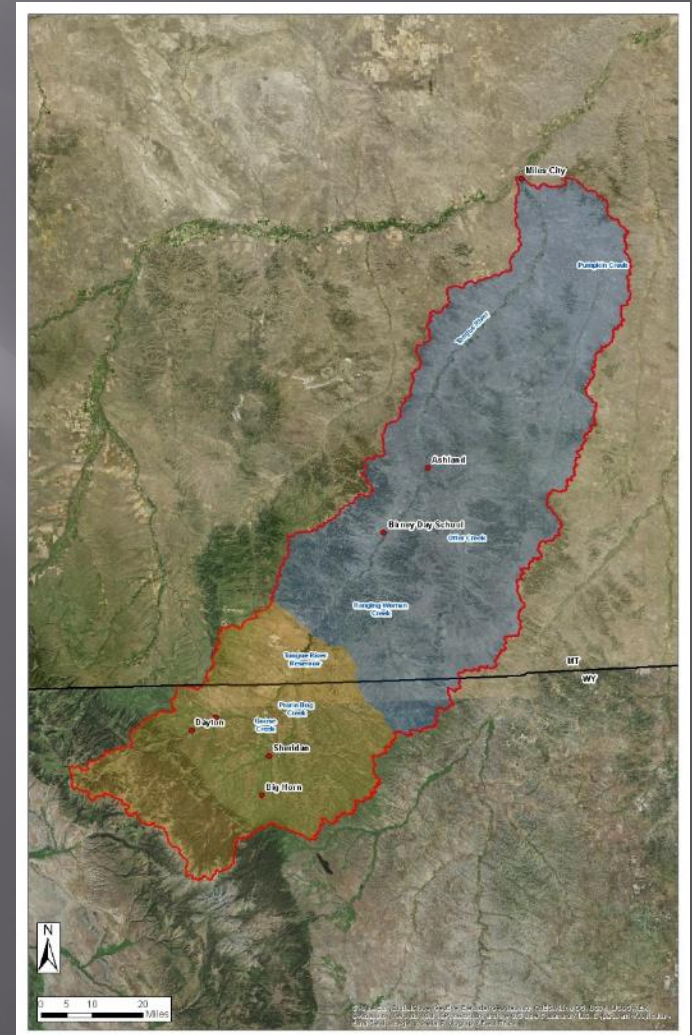 Miles City
Pumpkin Creek
Tongue River
Ashland
Birney Day School
Otter Creek
Hanging Woman
Creek
Tongue River
Reservoir
MT
WY
Prairie Dog
Creek
Goose
Creek
Dayton
Sheridan
Big Horn
N
0 5 10 20
Miles